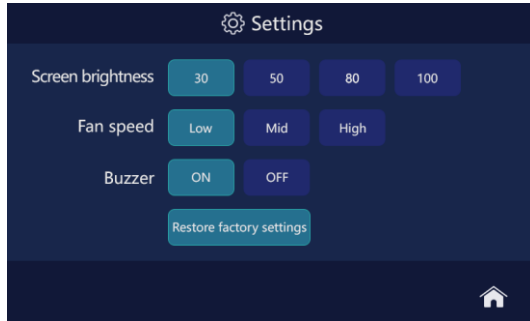 Settings
Screen brightness 30 50 80 100
Fan speed Low Mid High
Buzzer ON OFF
Restore factory settings